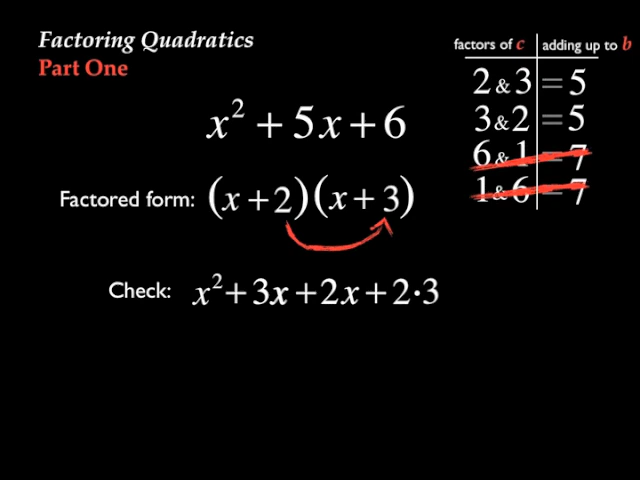 Factoring Quadratics
Part One
factors of c adding up to b
2 & 3 = 5
3 & 2 = 5
6 & 1 = 7
1 & 6 = 7
x² + 5x + 6
Factored form: (x + 2)(x + 3)
Check: x² + 3x + 2x + 2·3